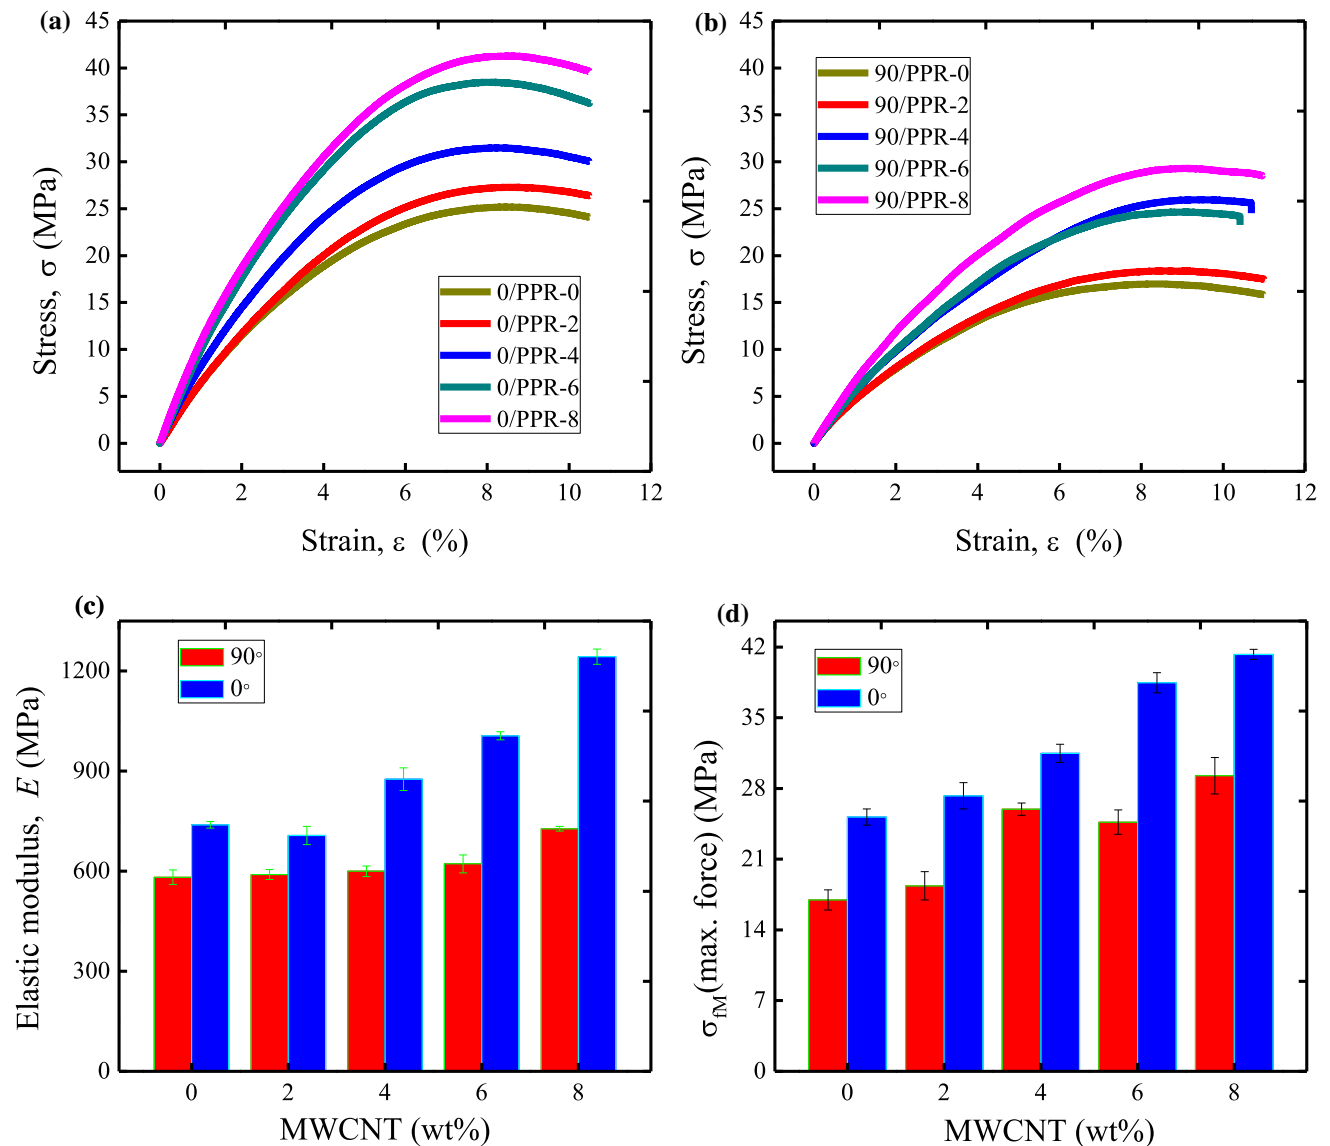 (a)
45
40
35
30
25
20
15
10
5
0
Stress, σ (MPa)
0/PPR-0
0/PPR-2
0/PPR-4
0/PPR-6
0/PPR-8
0 2 4 6 8 10 12
Strain, ε (%)
(b)
45
40
35
30
25
20
15
10
5
0
Stress, σ (MPa)
90/PPR-0
90/PPR-2
90/PPR-4
90/PPR-6
90/PPR-8
0 2 4 6 8 10 12
Strain, ε (%)
(c)
1200
900
600
300
0
Elastic modulus, E (MPa)
90°
0°
0 2 4 6 8
MWCNT (wt%)
(d)
42
35
28
21
14
7
0
σfM(max. force) (MPa)
90°
0°
0 2 4 6 8
MWCNT (wt%)